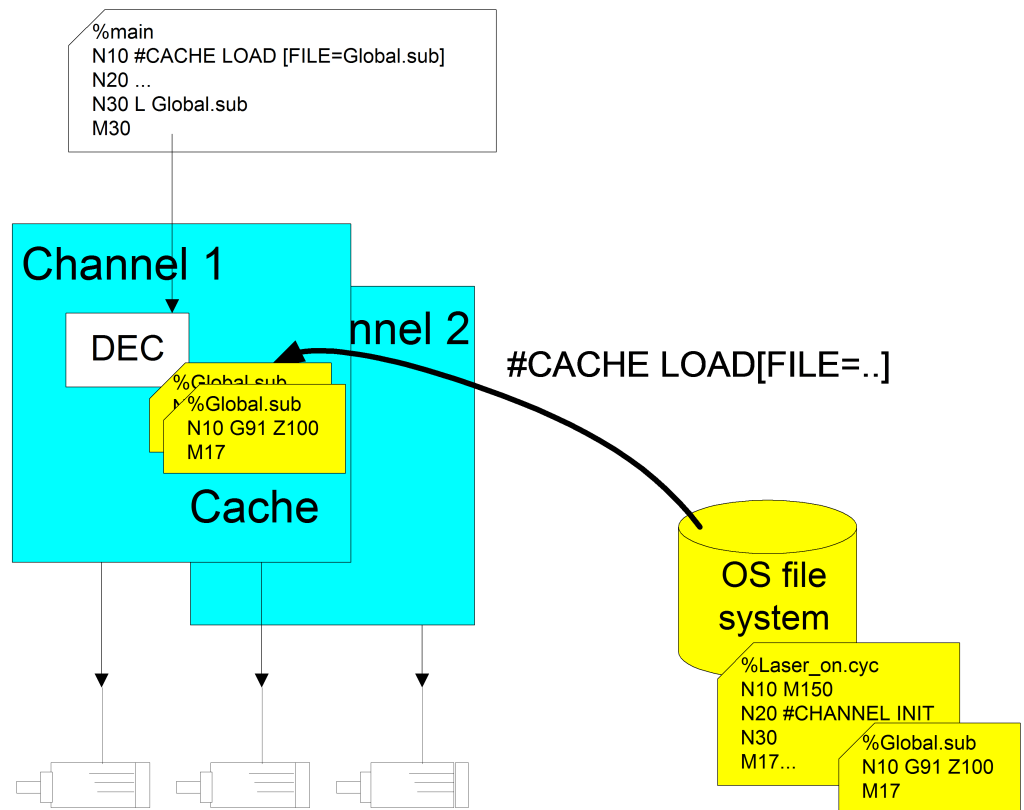 %main
N10 #CACHE LOAD [FILE=Global.sub]
N20 ...
N30 L Global.sub
M30
Channel 1
nnel 2
DEC
#CACHE LOAD[FILE=..]
%Global.sub
%Global.sub
N10 G91 Z100
M17
Cache
OS file
system
%Laser_on.cyc
N10 M150
N20 #CHANNEL INIT
N30
M17...
%Global.sub
N10 G91 Z100
M17